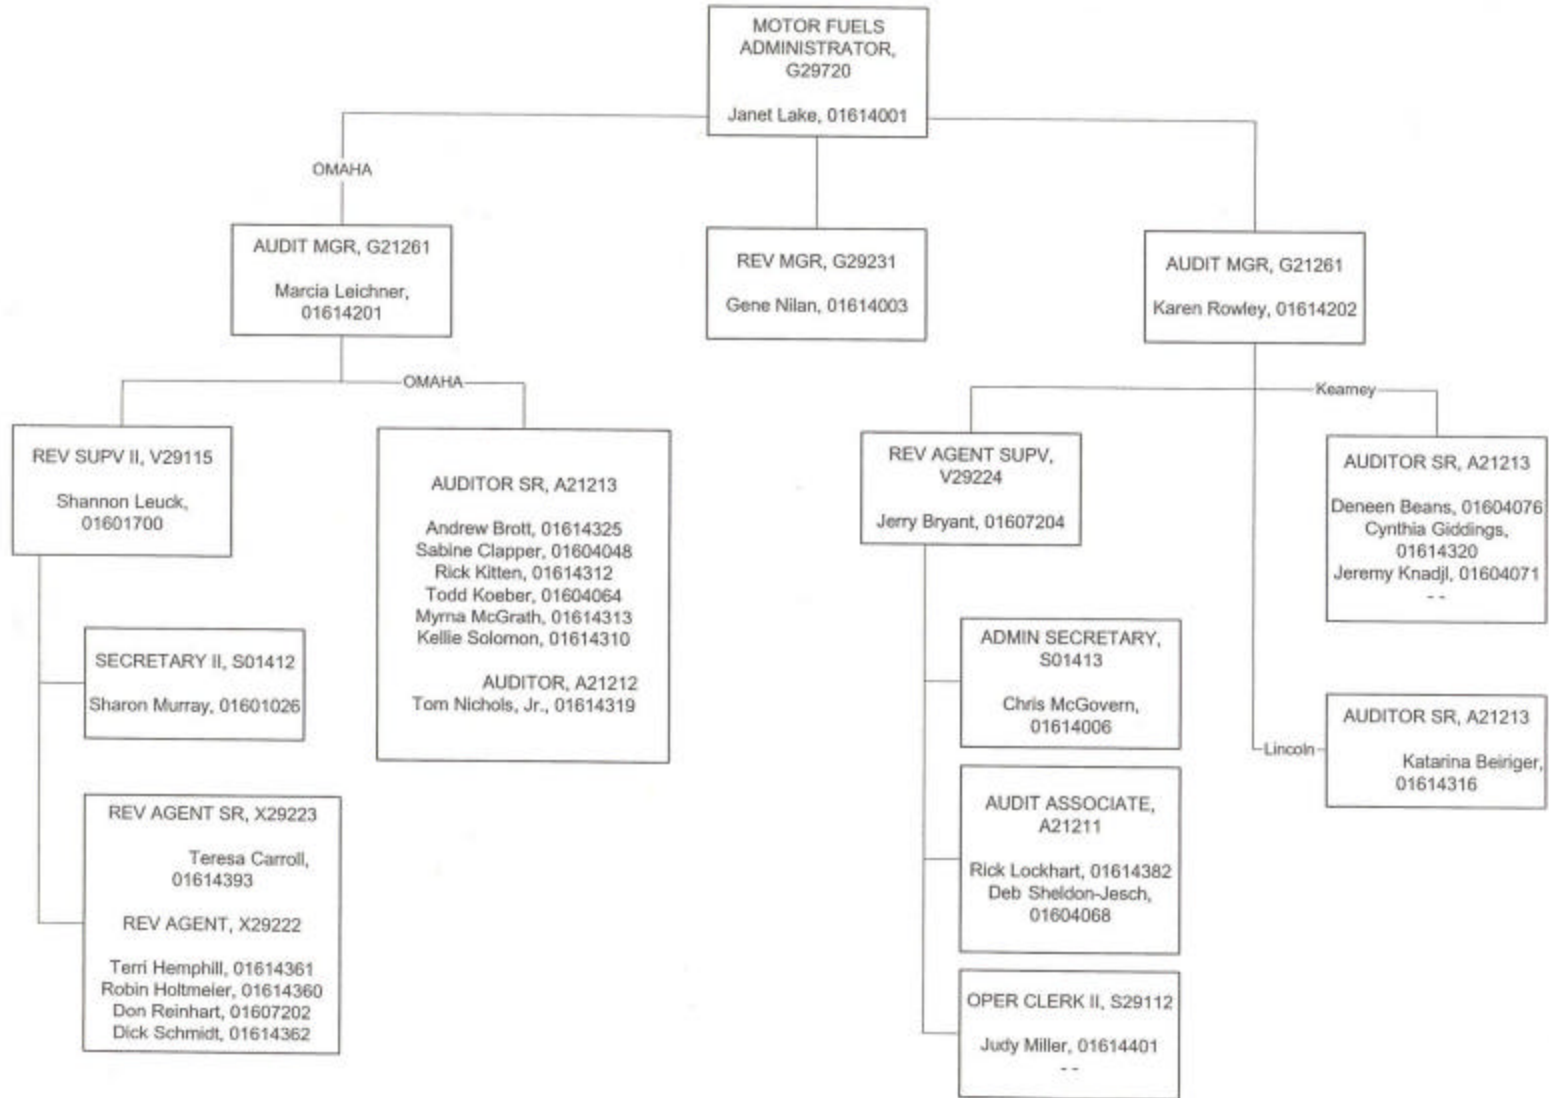 MOTOR FUELS
ADMINISTRATOR,
G29720
Janet Lake, 01614001
OMAHA
AUDIT MGR, G21261
Marcia Leichner,
01614201
REV MGR, G29231
Gene Nilan, 01614003
AUDIT MGR, G21261
Karen Rowley, 01614202
OMAHA
Kearney
REV SUPV II, V29115
Shannon Leuck,
01601700
AUDITOR SR, A21213
Andrew Brott, 01614325
Sabine Clapper, 01604048
Rick Kitten, 01614312
Todd Koeber, 01604064
Myrna McGrath, 01614313
Kellie Solomon, 01614310
AUDITOR, A21212
Tom Nichols, Jr., 01614319
REV AGENT SUPV,
V29224
Jerry Bryant, 01607204
AUDITOR SR, A21213
Deneen Beans, 01604076
Cynthia Giddings,
01614320
Jeremy Knadjl, 01604071
- -
SECRETARY II, S01412
Sharon Murray, 01601026
ADMIN SECRETARY,
S01413
Chris McGovern,
01614006
Lincoln
AUDITOR SR, A21213
Katarina Beiriger,
01614316
REV AGENT SR, X29223
Teresa Carroll,
01614393
REV AGENT, X29222
Terri Hemphill, 01614361
Robin Holtmeier, 01614360
Don Reinhart, 01607202
Dick Schmidt, 01614362
AUDIT ASSOCIATE,
A21211
Rick Lockhart, 01614382
Deb Sheldon-Jesch,
01604068
OPER CLERK II, S29112
Judy Miller, 01614401
- -